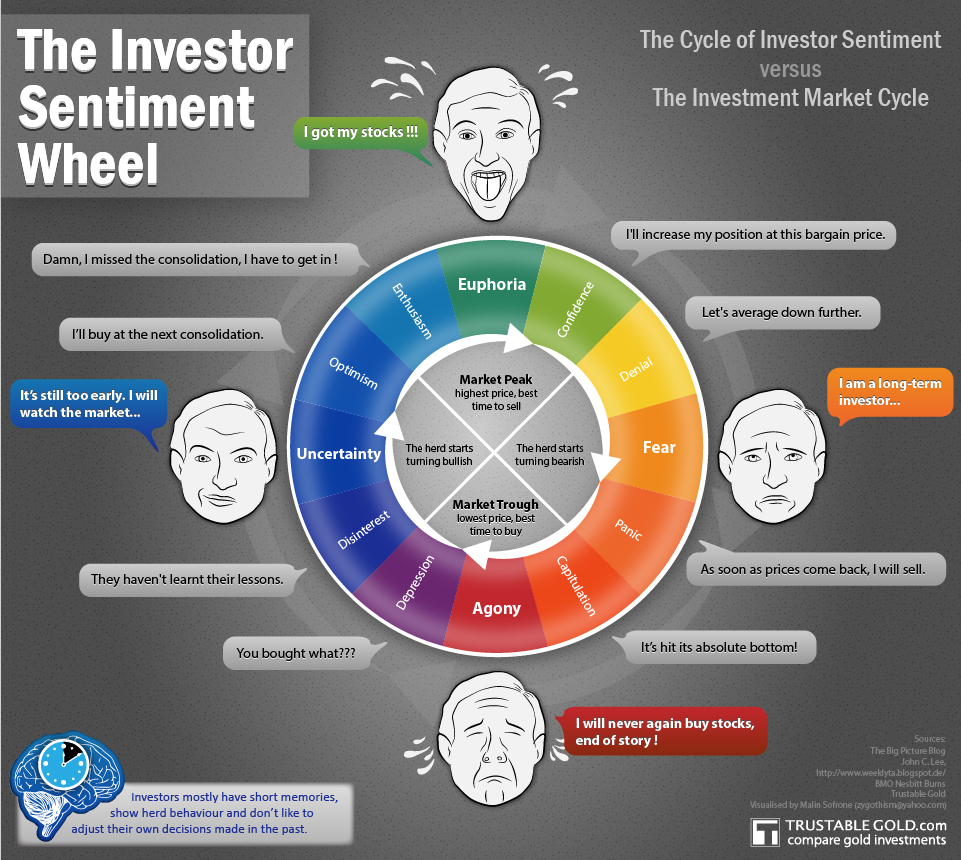 The Investor
Sentiment
Wheel
The Cycle of Investor Sentiment
versus
The Investment Market Cycle
I got my stocks !!!
I'll increase my position at this bargain price.
Damn, I missed the consolidation, I have to get in !
Let's average down further.
I'll buy at the next consolidation.
It's still too early. I will
watch the market...
I am a long-term
investor...
Euphoria
Confidence
Denial
Fear
Panic
Capitulation
Agony
Depression
Disinterest
Uncertainty
Optimism
Enthusiasm
Market Peak
highest price, best
time to sell
The herd starts
turning bullish
The herd starts
turning bearish
Market Trough
lowest price, best
time to buy
They haven't learnt their lessons.
As soon as prices come back, I will sell.
You bought what???
It's hit its absolute bottom!
I will never again buy stocks,
end of story !
Investors mostly have short memories,
show herd behaviour and don't like to
adjust their own decisions made in the past.
Sources:
The Big Picture Blog
John C. Lee,
http://www.weeldyta.blogspot.de/
BMO Nesbitt Burns
Trustable Gold
Visualised by Malin Sofrone (zygothism@yahoo.com)
TRUSTABLE GOLD.com
compare gold investments